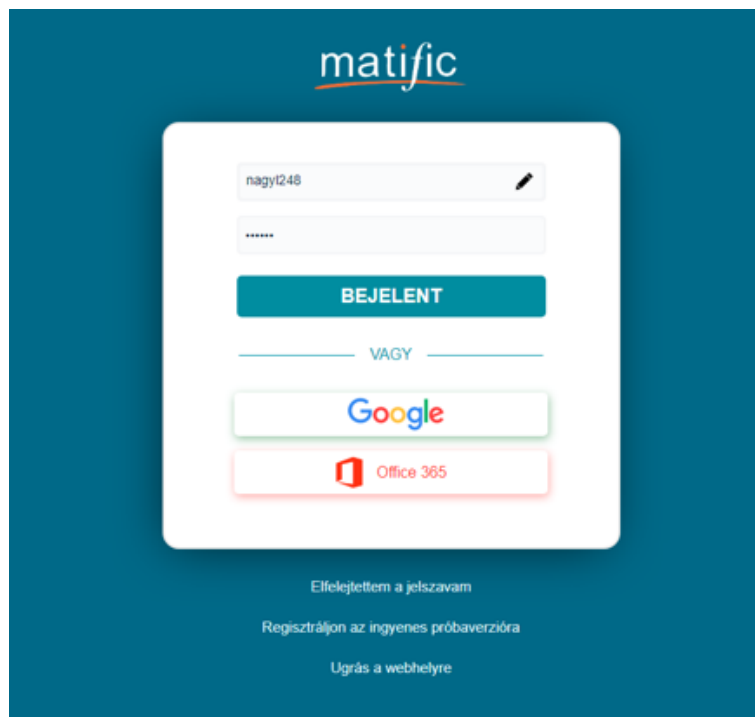 matific
nagyt248
••••••
BEJELENT
VAGY
Google
Office 365
Elfelejtettem a jelszavam
Regisztráljon az ingyenes próbaverzióra
Ugrás a webhelyre